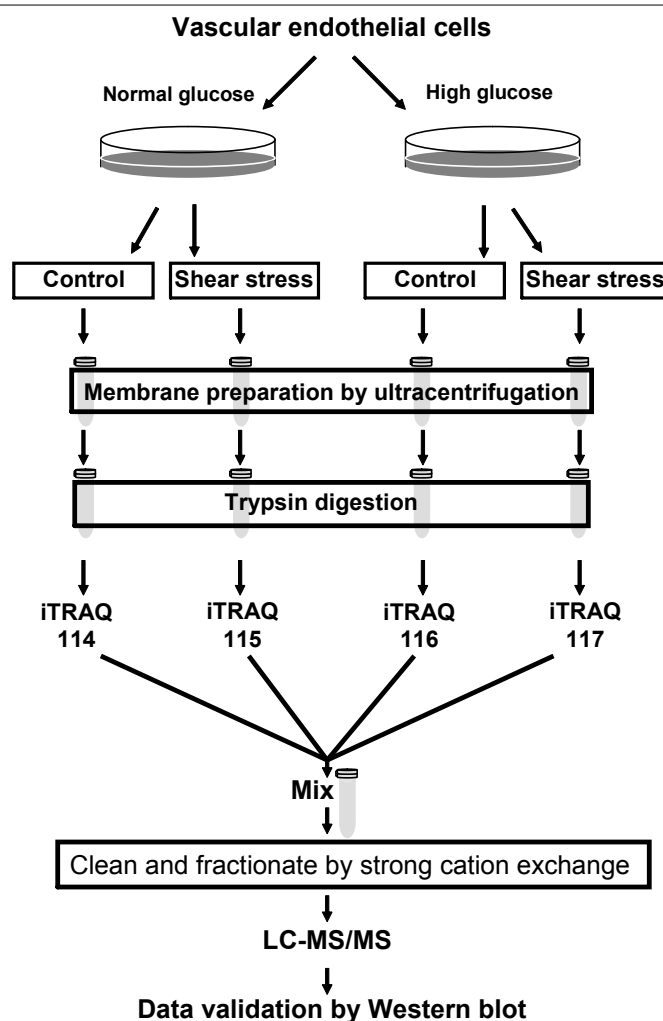 Vascular endothelial cells
Normal glucose
High glucose
Control
Shear stress
Control
Shear stress
Membrane preparation by ultracentrifugation
Trypsin digestion
iTRAQ
114
iTRAQ
115
iTRAQ
116
iTRAQ
117
Mix
Clean and fractionate by strong cation exchange
LC-MS/MS
Data validation by Western blot